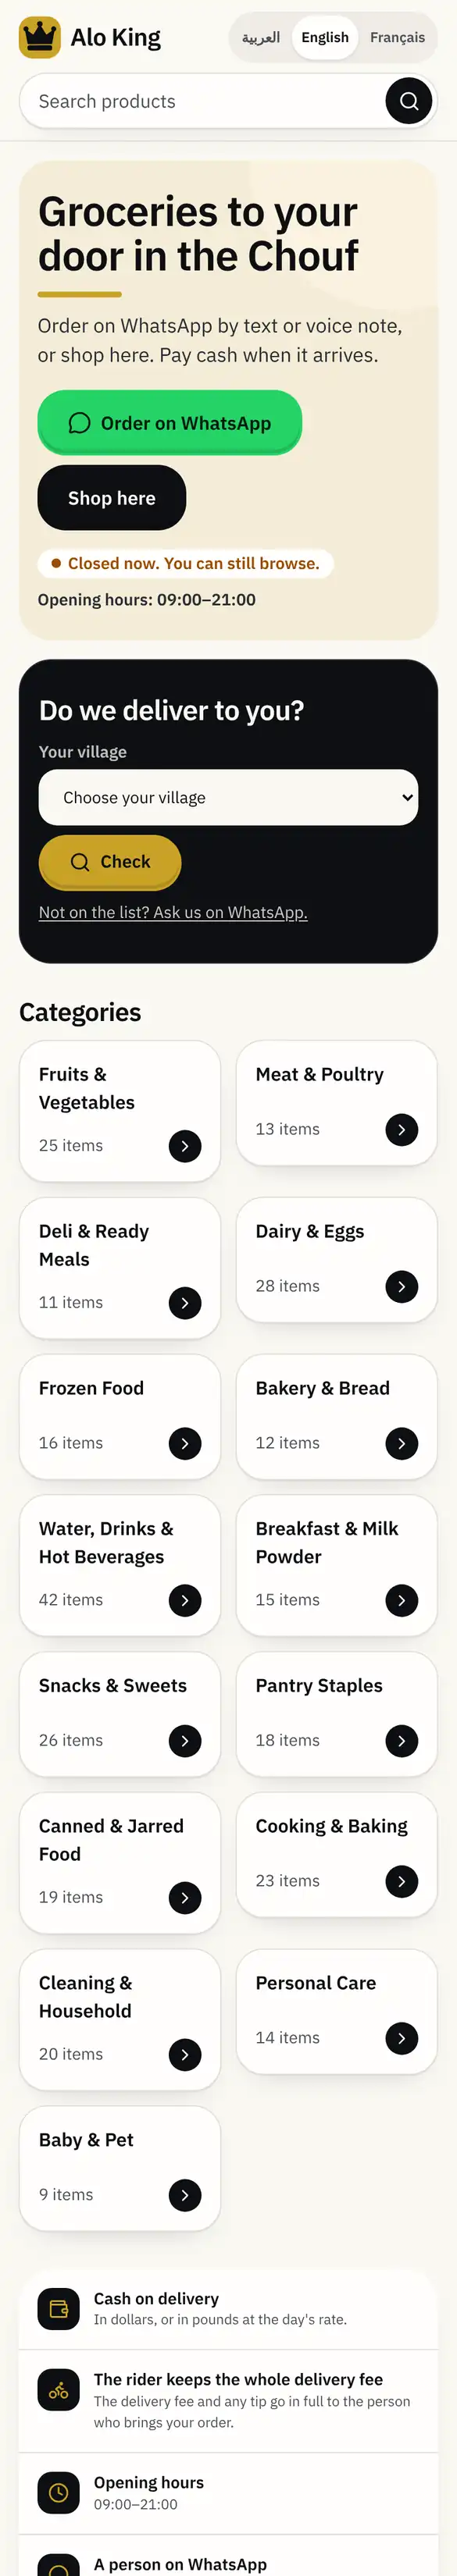 Alo King
العربية
English
Français
Search products
Groceries to your
door in the Chouf
Order on WhatsApp by text or voice note,
or shop here. Pay cash when it arrives.
Order on WhatsApp
Shop here
Closed now. You can still browse.
Opening hours: 09:00–21:00
Do we deliver to you?
Your village
Choose your village
Check
Not on the list? Ask us on WhatsApp.
Categories
Fruits &
Vegetables
25 items
Meat & Poultry
13 items
Deli & Ready
Meals
11 items
Dairy & Eggs
28 items
Frozen Food
16 items
Bakery & Bread
12 items
Water, Drinks &
Hot Beverages
42 items
Breakfast & Milk
Powder
15 items
Snacks & Sweets
26 items
Pantry Staples
18 items
Canned & Jarred
Food
19 items
Cooking & Baking
23 items
Cleaning &
Household
20 items
Personal Care
14 items
Baby & Pet
9 items
Cash on delivery
In dollars, or in pounds at the day's rate.
The rider keeps the whole delivery fee
The delivery fee and any tip go in full to the person
who brings your order.
Opening hours
09:00–21:00
A person on WhatsApp